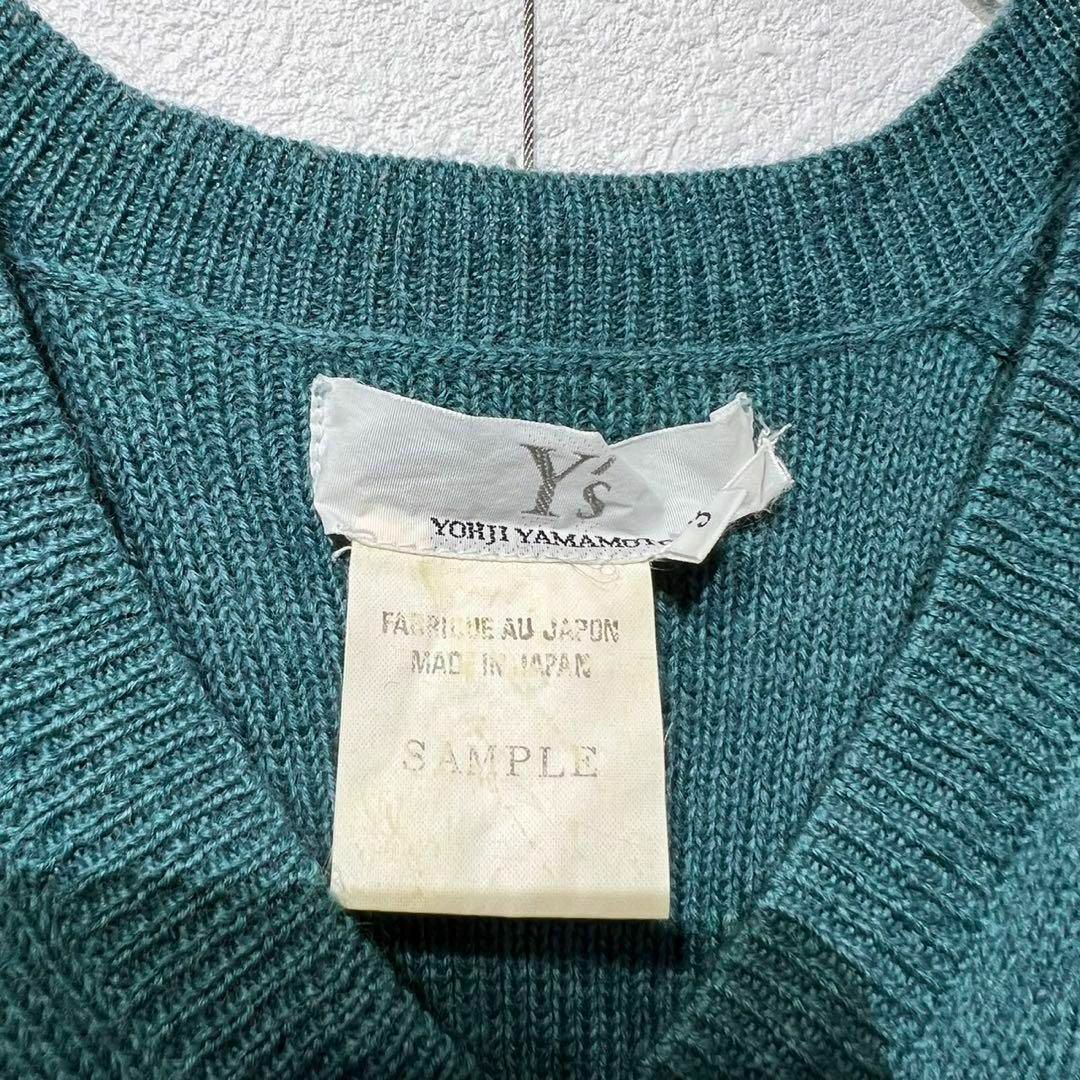 Y's
YOHJI YAMAMOTO
FABRIQUE AU JAPON
MADE IN JAPAN
SAMPLE